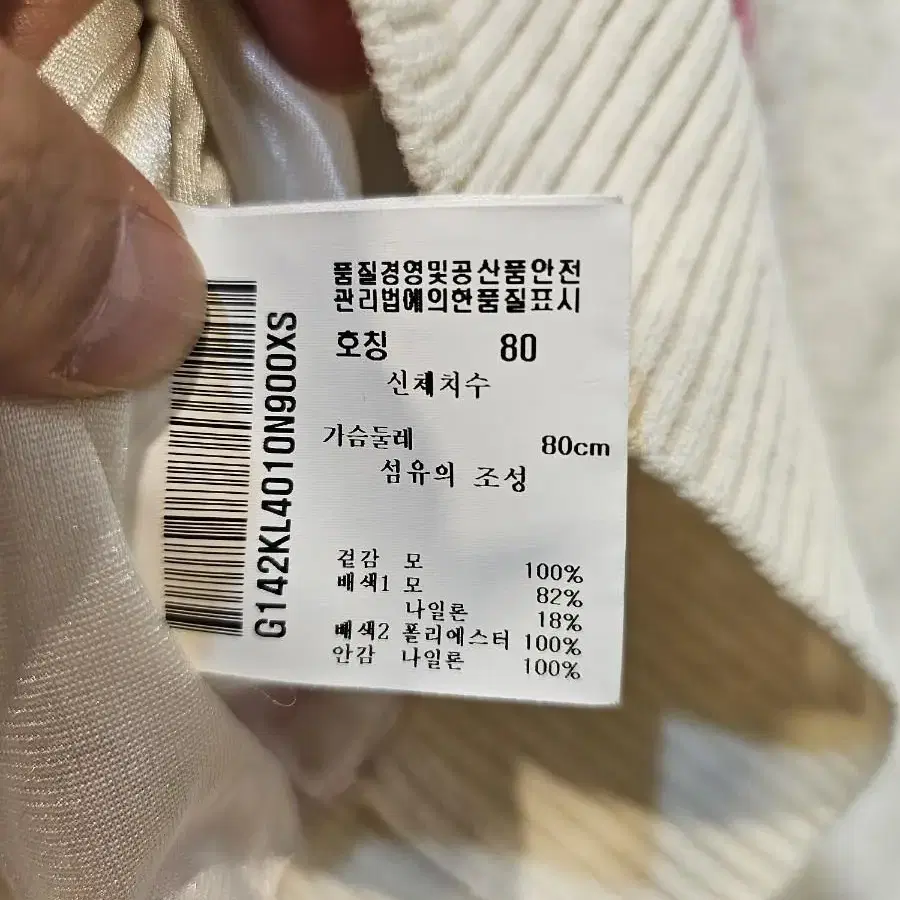 품질경영및공산품안전
관리법에의한품질표시
호칭 80
신체치수
가슴둘레 80cm
섬유의 조성
겉감 모 100%
배색1 모 82%
나일론 18%
배색2 폴리에스터 100%
안감 나일론 100%
G142KL4010N900XS